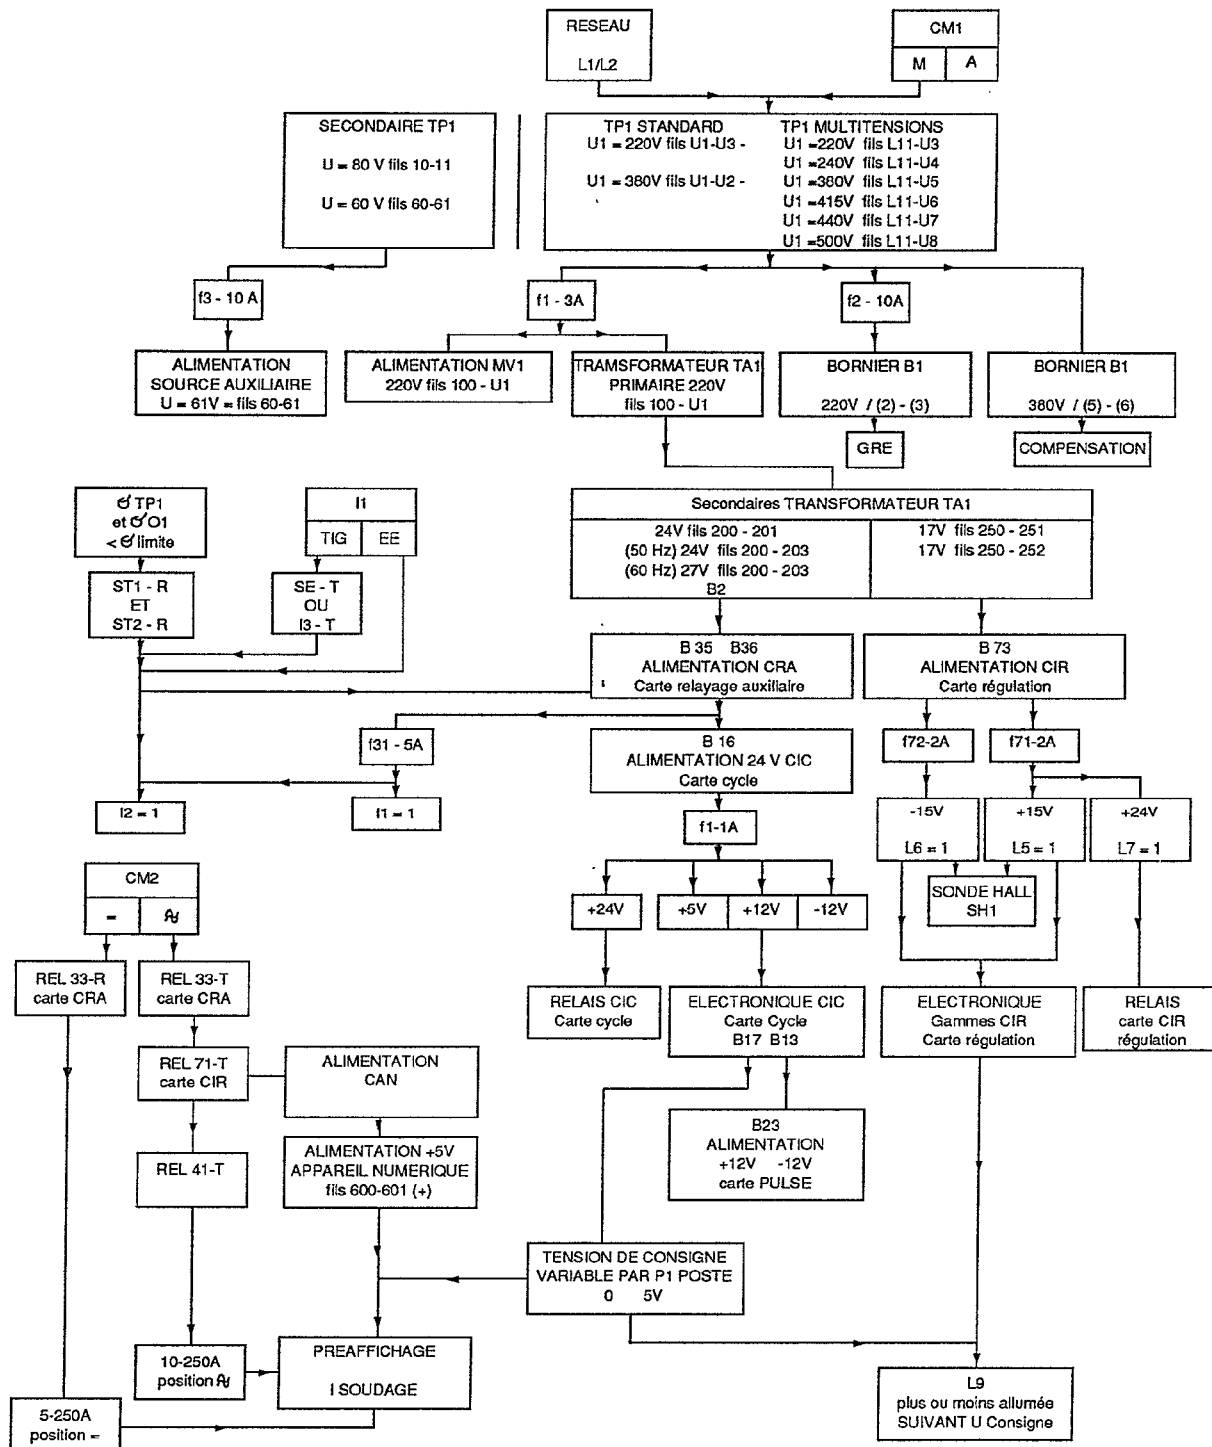 RESEAU
L1/L2
CM1
M A
SECONDAIRE TP1
U = 80 V fils 10-11
U = 60 V fils 60-61
TP1 STANDARD
U1 = 220V fils U1-U3 -
U1 = 380V fils U1-U2 -
TP1 MULTITENSIONS
U1 =220V fils L11-U3
U1 =240V fils L11-U4
U1 =380V fils L11-U5
U1 =415V fils L11-U6
U1 =440V fils L11-U7
U1 =500V fils L11-U8
f3 - 10 A
f1 - 3A
f2 - 10A
ALIMENTATION
SOURCE AUXILIAIRE
U = 61V = fils 60-61
ALIMENTATION MV1
220V fils 100 - U1
TRAMSFORMATEUR TA1
PRIMAIRE 220V
fils 100 - U1
BORNIER B1
220V / (2) - (3)
BORNIER B1
380V / (5) - (6)
GRE
COMPENSATION
TP1
et O1
< limite
I1
TIG EE
Secondaires TRANSFORMATEUR TA1
24V fils 200 - 201
(50 Hz) 24V fils 200 - 203
(60 Hz) 27V fils 200 - 203
B2
17V fils 250 - 251
17V fils 250 - 252
ST1 - R
ET
ST2 - R
SE - T
OU
I3 - T
B 35 B36
ALIMENTATION CRA
Carte relayage auxiliaire
B 73
ALIMENTATION CIR
Carte régulation
f31 - 5A
B 16
ALIMENTATION 24 V CIC
Carte cycle
f72-2A
f71-2A
I2 = 1
f1 = 1
f1-1A
-15V
L6 = 1
+15V
L5 = 1
+24V
L7 = 1
SONDE HALL
SH1
CM2
=
+24V
+5V
+12V
-12V
REL 33-R
carte CRA
REL 33-T
carte CRA
RELAIS CIC
Carte cycle
ELECTRONIQUE CIC
Carte Cycle
B17 B13
ELECTRONIQUE
Gammes CIR
Carte régulation
RELAIS
carte CIR
régulation
REL 71-T
carte CIR
ALIMENTATION
CAN
REL 41-T
ALIMENTATION +5V
APPAREIL NUMERIQUE
fils 600-601 (+)
B23
ALIMENTATION
+12V -12V
carte PULSE
TENSION DE CONSIGNE
VARIABLE PAR P1 POSTE
0 5V
10-250A
position
PREAFFICHAGE
I SOUDAGE
5-250A
position =
L9
plus ou moins allumée
SUIVANT U Consigne